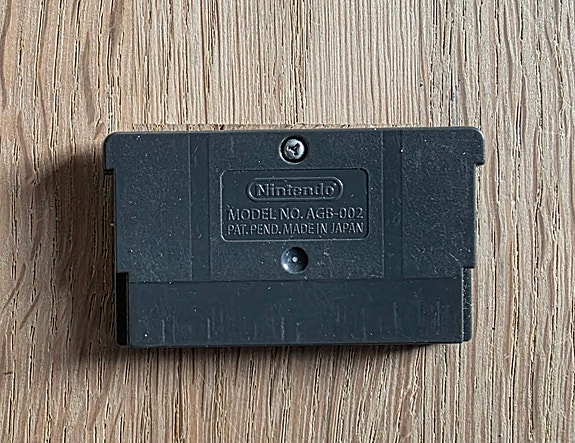 Nintendo
MODEL NO. AGB-002
PAT. PEND. MADE IN JAPAN